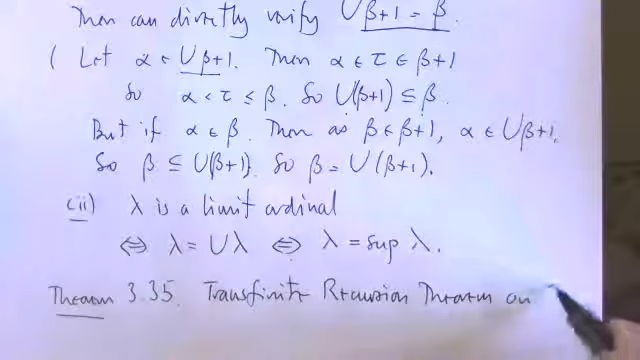 Then can directly verify ⋃β+1 = β.
( Let α ∈ ⋃β+1. Then α ∈ τ ∈ β+1
so α < τ ≤ β. So ⋃(β+1) ⊆ β.
But if α ∈ β. Then as β ∈ β+1, α ∈ ⋃β+1.
So β ⊆ ⋃(β+1). So β = ⋃(β+1).
(ii) λ is a limit ordinal
⇔ λ = ⋃λ ⇔ λ = sup λ.
Theorem 3.35. Transfinite Recursion Theorem on